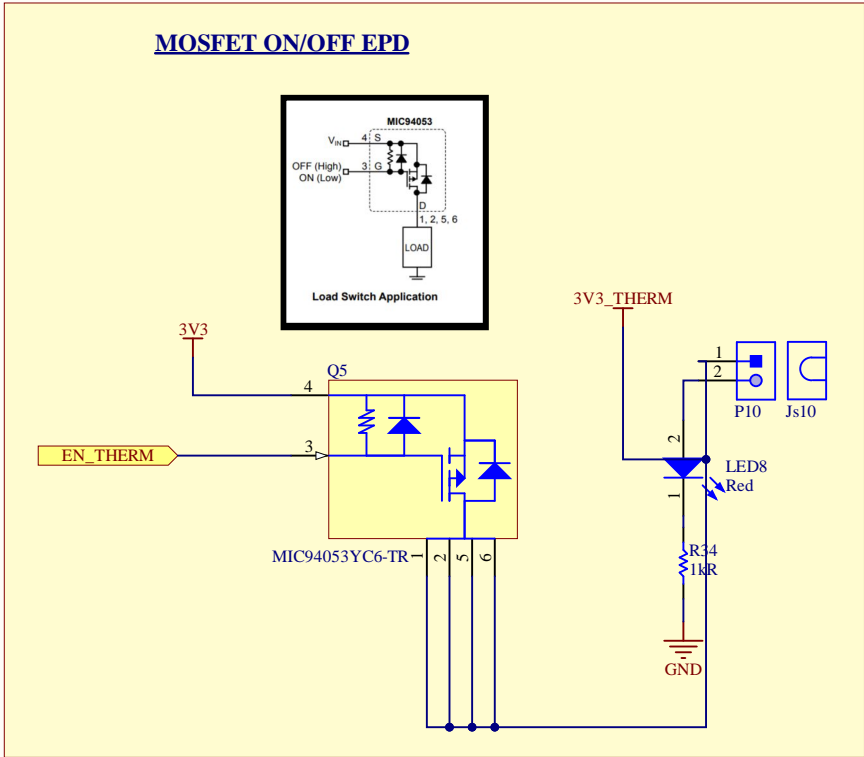 MOSFET ON/OFF EPD
MIC94053
VIN 4 S
OFF (High) 3 G
ON (Low)
D
1, 2, 5, 6
LOAD
Load Switch Application
3V3_THERM
3V3
1
2
P10 Js10
Q5
4
EN_THERM 3
2
LED8
Red
1
MIC94053YC6-TR 1 2 5 6
R34
1kR
GND